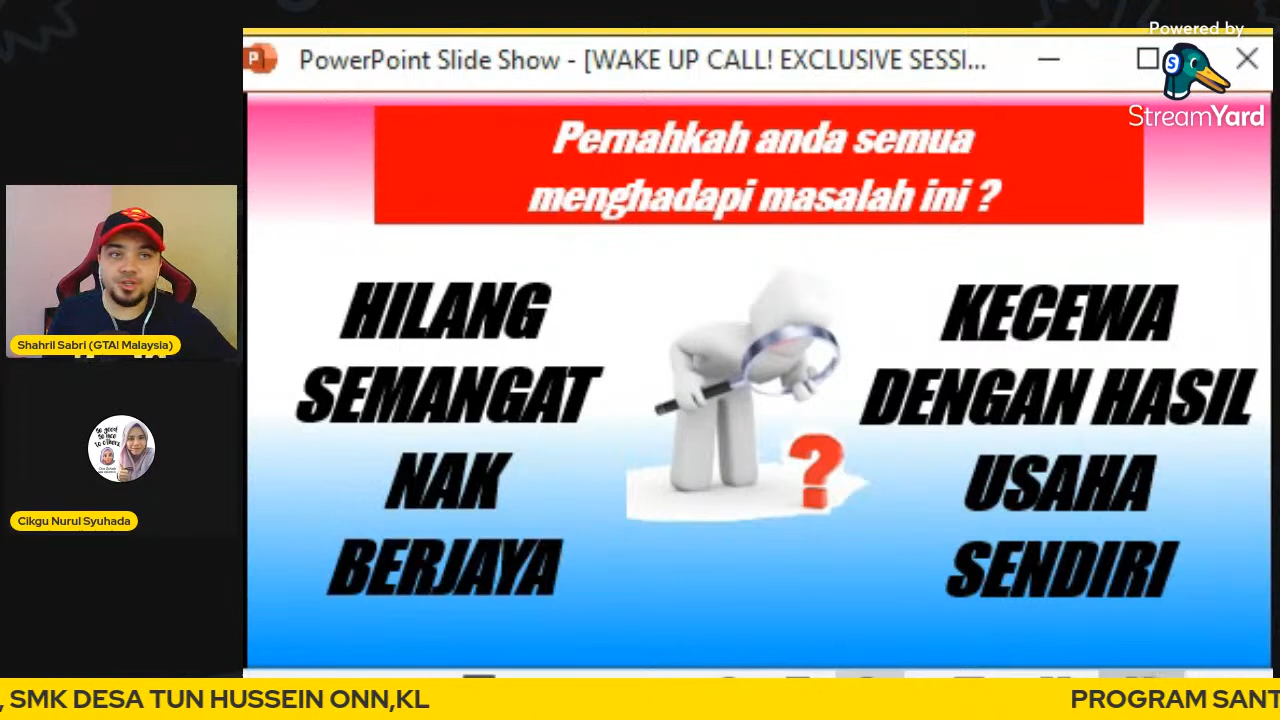 Powered by
StreamYard
PowerPoint Slide Show - [WAKE UP CALL! EXCLUSIVE SESSI...
Pernahkah anda semua
menghadapi masalah ini ?
HILANG
SEMANGAT
NAK
BERJAYA
KECEWA
DENGAN HASIL
USAHA
SENDIRI
?
Shahril Sabri (GTA! Malaysia)
Cikgu Nurul Syuhada
, SMK DESA TUN HUSSEIN ONN,KL
PROGRAM SANT